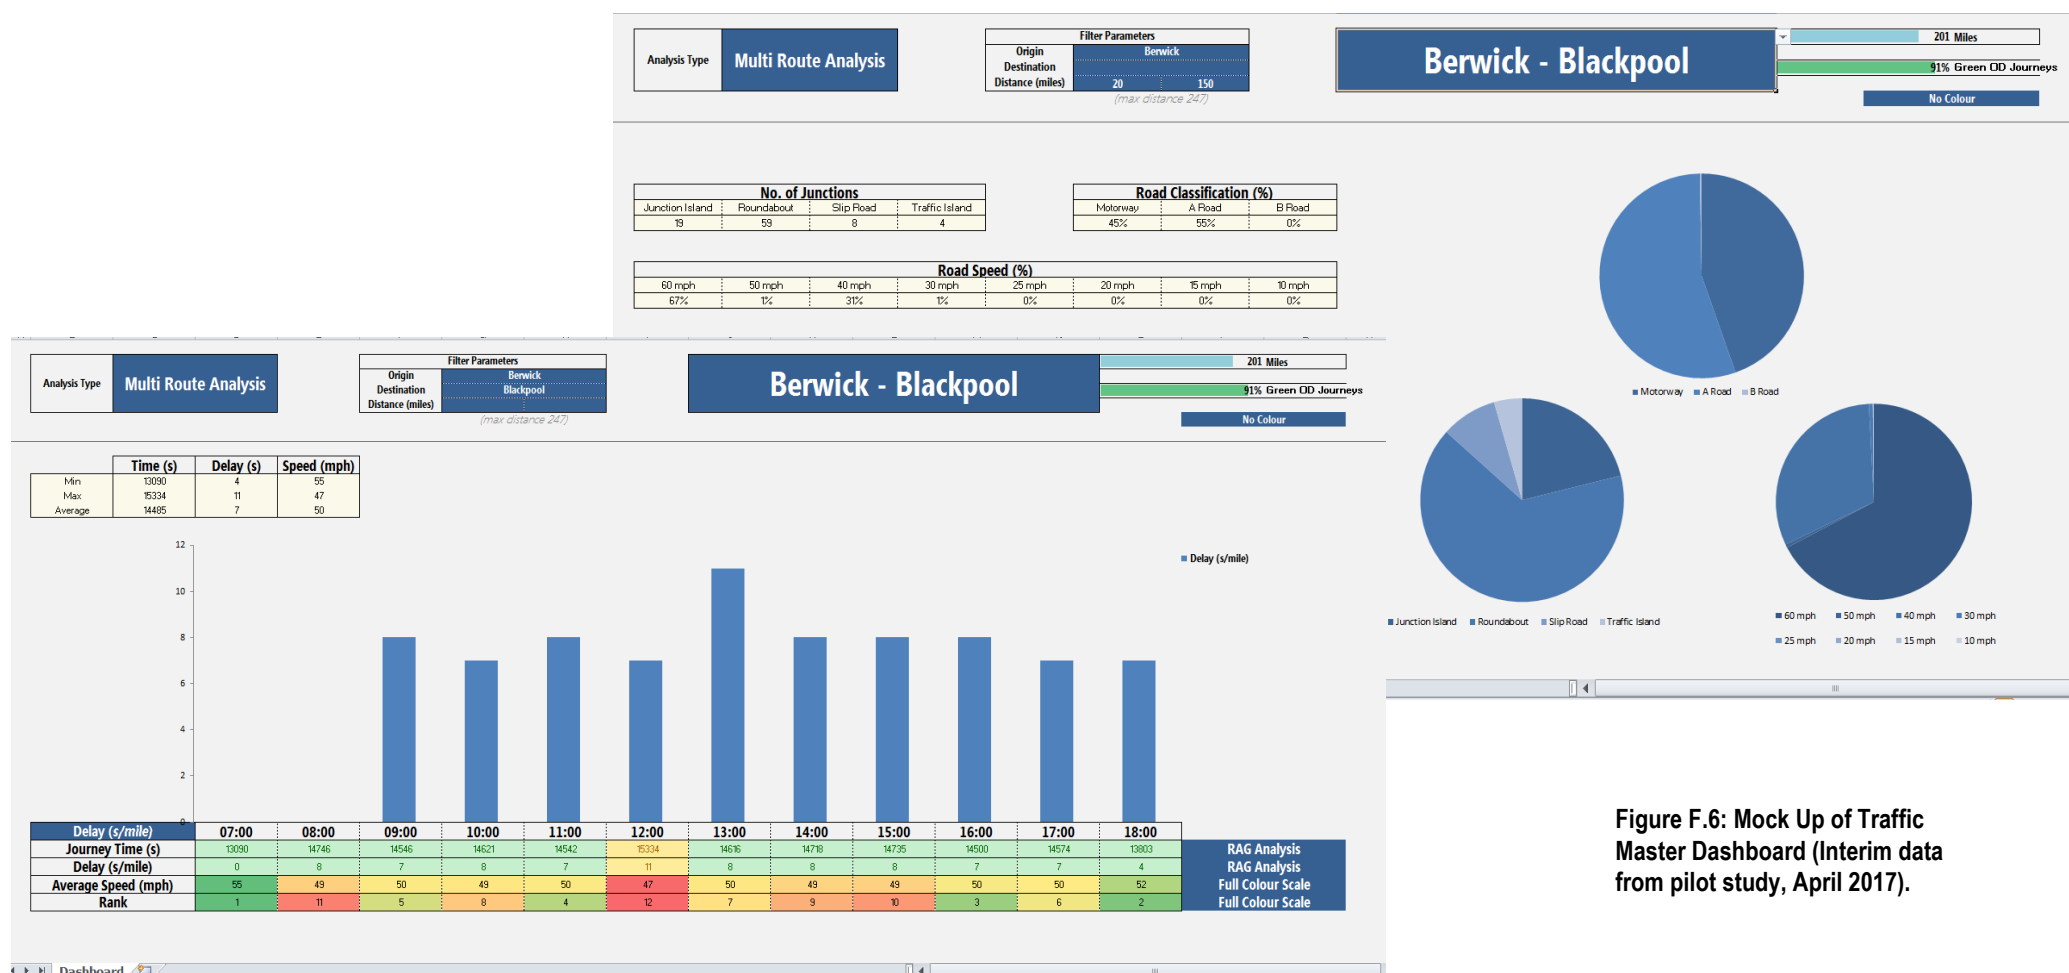 Analysis Type
Multi Route Analysis
Filter Parameters
Origin Berwick
Destination
Distance (miles) 20 150
(max distance 247)
Berwick - Blackpool
201 Miles
91% Green OD Journeys
No Colour
No. of Junctions
Junction Island Roundabout Slip Road Traffic Island
19 59 8 4
Road Classification (%)
Motorway A Road B Road
45% 55% 0%
Road Speed (%)
60 mph 50 mph 40 mph 30 mph 25 mph 20 mph 15 mph 10 mph
67% 1% 31% 1% 0% 0% 0% 0%
Motorway A Road B Road
Junction Island Roundabout Slip Road Traffic Island
60 mph 50 mph 40 mph 30 mph
25 mph 20 mph 15 mph 10 mph
Analysis Type
Multi Route Analysis
Filter Parameters
Origin Berwick
Destination Blackpool
Distance (miles)
(max distance 247)
Berwick - Blackpool
201 Miles
91% Green OD Journeys
No Colour
Time (s) Delay (s) Speed (mph)
Min 13090 4 55
Max 15334 11 47
Average 14485 7 50
12
10
8
6
4
2
0
Delay (s/mile)
Delay (s/mile) 07:00 08:00 09:00 10:00 11:00 12:00 13:00 14:00 15:00 16:00 17:00 18:00
Journey Time (s) 13090 14746 14546 14621 14542 15334 14616 14718 14735 14500 14574 13803 RAG Analysis
Delay (s/mile) 0 8 7 8 7 11 8 8 8 7 7 4 RAG Analysis
Average Speed (mph) 55 49 50 49 50 47 50 49 49 50 50 52 Full Colour Scale
Rank 1 11 5 8 4 12 7 9 10 3 6 2 Full Colour Scale
Dashboard
Figure F.6: Mock Up of Traffic
Master Dashboard (Interim data
from pilot study, April 2017).